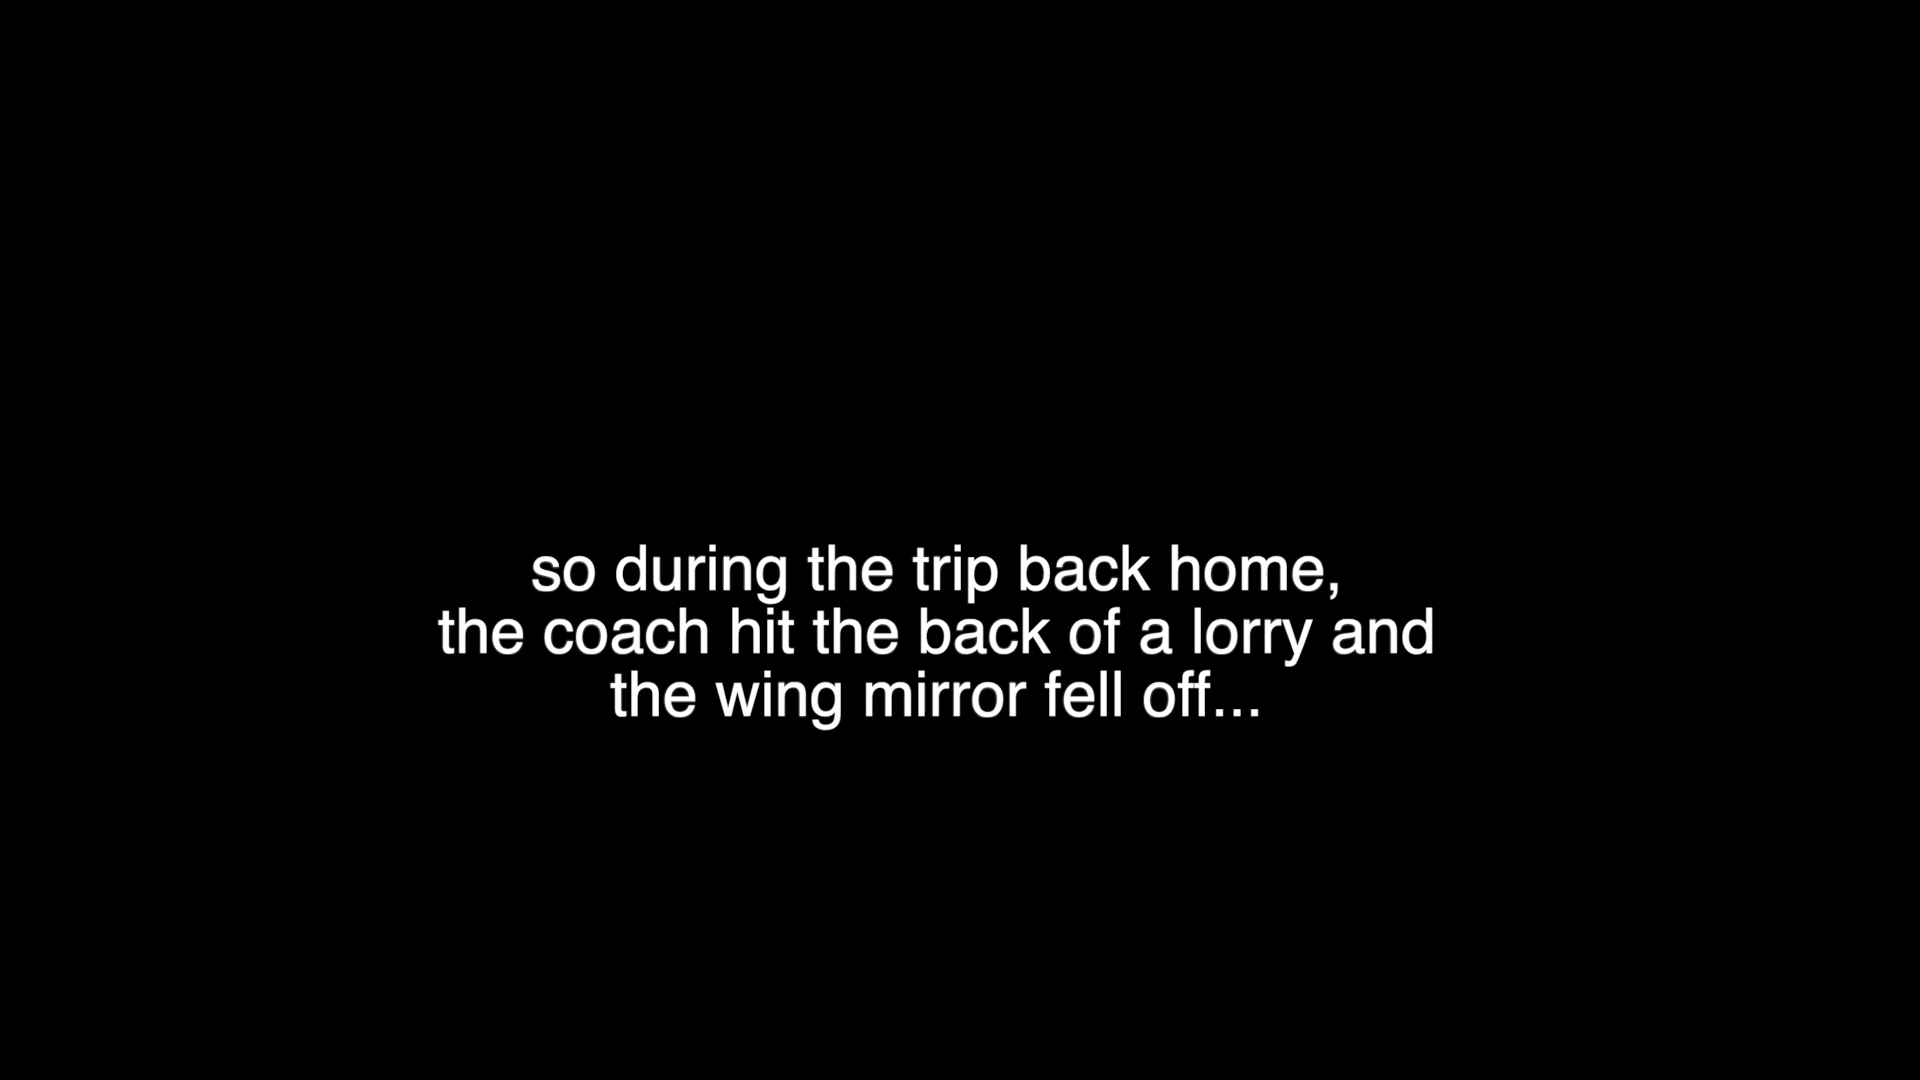 so during the trip back home,
the coach hit the back of a lorry and
the wing mirror fell off...